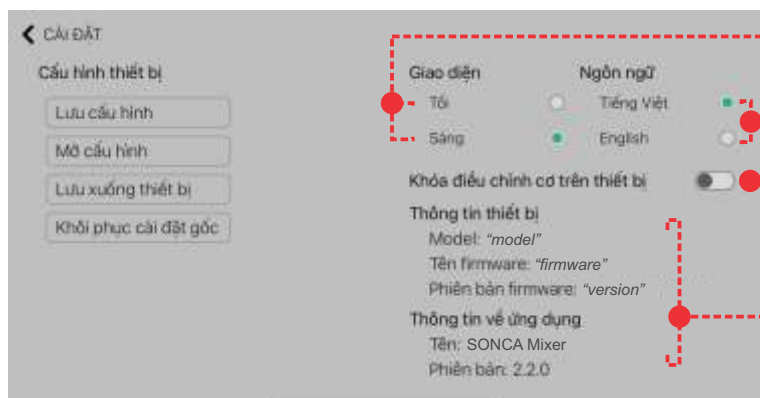 CÀI ĐẶT
Cấu hình thiết bị
Lưu cấu hình
Mở cấu hình
Lưu xuống thiết bị
Khôi phục cài đặt gốc
Giao diện
Tối
Sáng
Ngôn ngữ
Tiếng Việt
English
Khóa điều chỉnh cơ trên thiết bị
Thông tin thiết bị
Model: “model”
Tên firmware: “firmware”
Phiên bản firmware: “version”
Thông tin về ứng dụng
Tên: SONCA Mixer
Phiên bản: 2.2.0